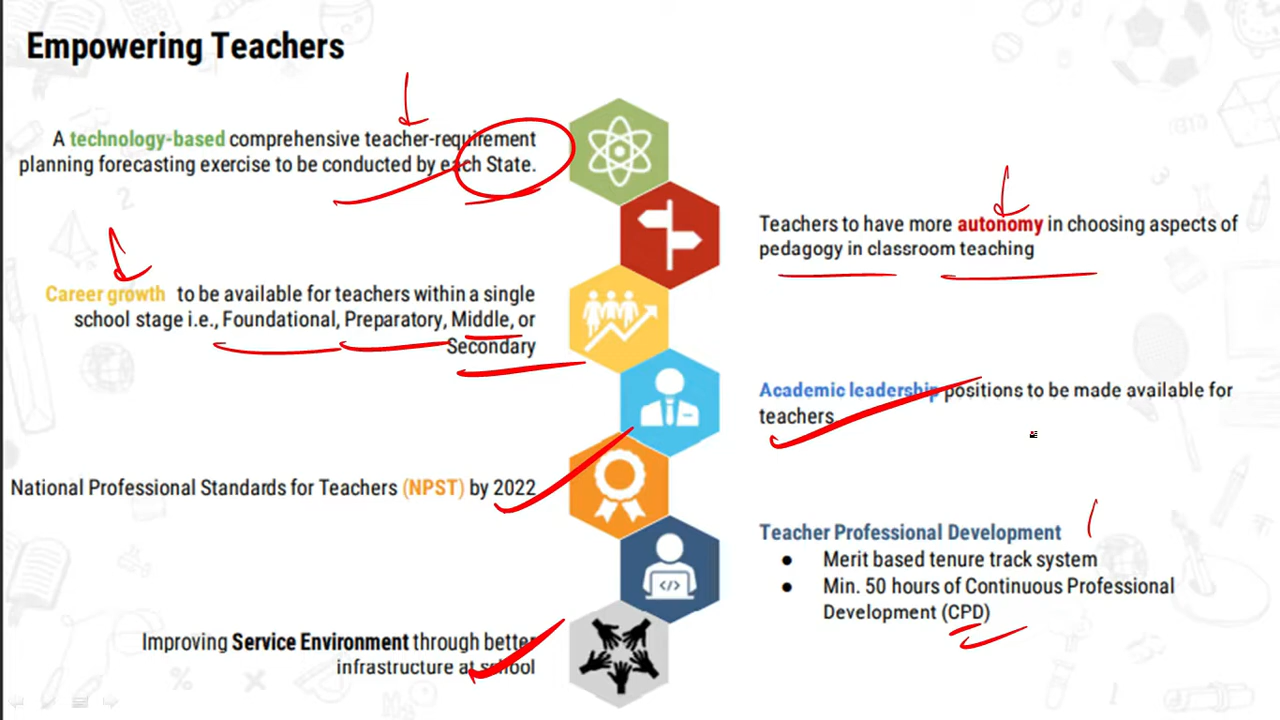 Empowering Teachers
A technology-based comprehensive teacher-requirement
planning forecasting exercise to be conducted by each State.
Teachers to have more autonomy in choosing aspects of
pedagogy in classroom teaching
Career growth to be available for teachers within a single
school stage i.e., Foundational, Preparatory, Middle, or
Secondary
Academic leadership positions to be made available for
teachers
National Professional Standards for Teachers (NPST) by 2022
Teacher Professional Development
● Merit based tenure track system
● Min. 50 hours of Continuous Professional
Development (CPD)
Improving Service Environment through better
infrastructure at school